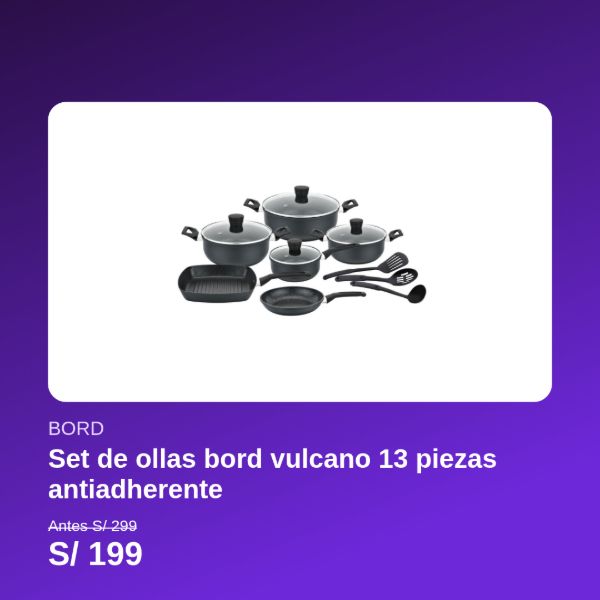 BORD
Set de ollas bord vulcano 13 piezas
antiadherente
Antes S/ 299
S/ 199